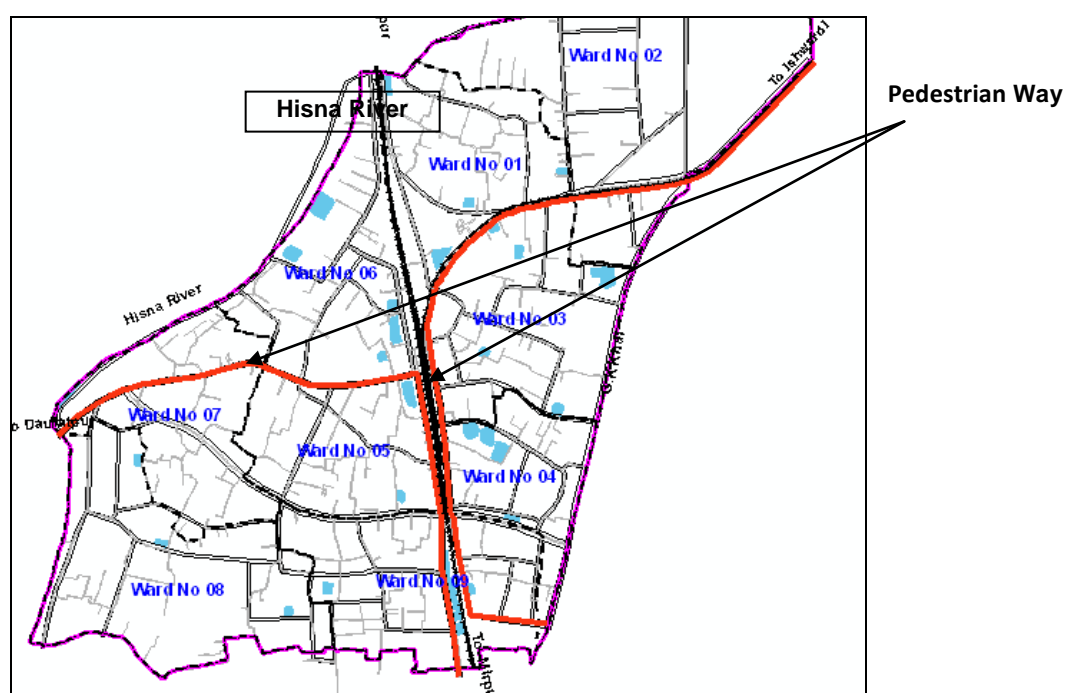 Ward No 02
To Ishwardi
Pedestrian Way
Hisna River
Ward No 01
Ward No 06
Hisna River
Ward No 03
G.K Khal
Ward No 07
Ward No 05
Ward No 04
Ward No 08
Ward No 09